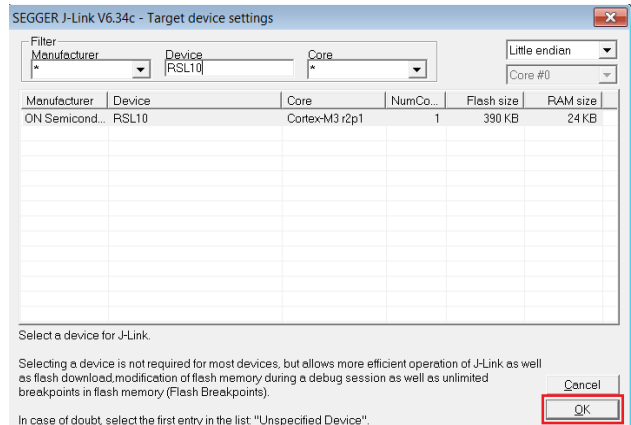 SEGGER J-Link V6.34c - Target device settings
Filter
Manufacturer Device Core
* RSL10 *
Little endian
Core #0
Manufacturer Device Core NumCo... Flash size RAM size
ON Semicond... RSL10 Cortex-M3 r2p1 1 390 KB 24 KB
Select a device for J-Link.
Selecting a device is not required for most devices, but allows more efficient operation of J-Link as well
as flash download,modification of flash memory during a debug session as well as unlimited
breakpoints in flash memory (Flash Breakpoints).
In case of doubt, select the first entry in the list: "Unspecified Device".
Cancel
OK